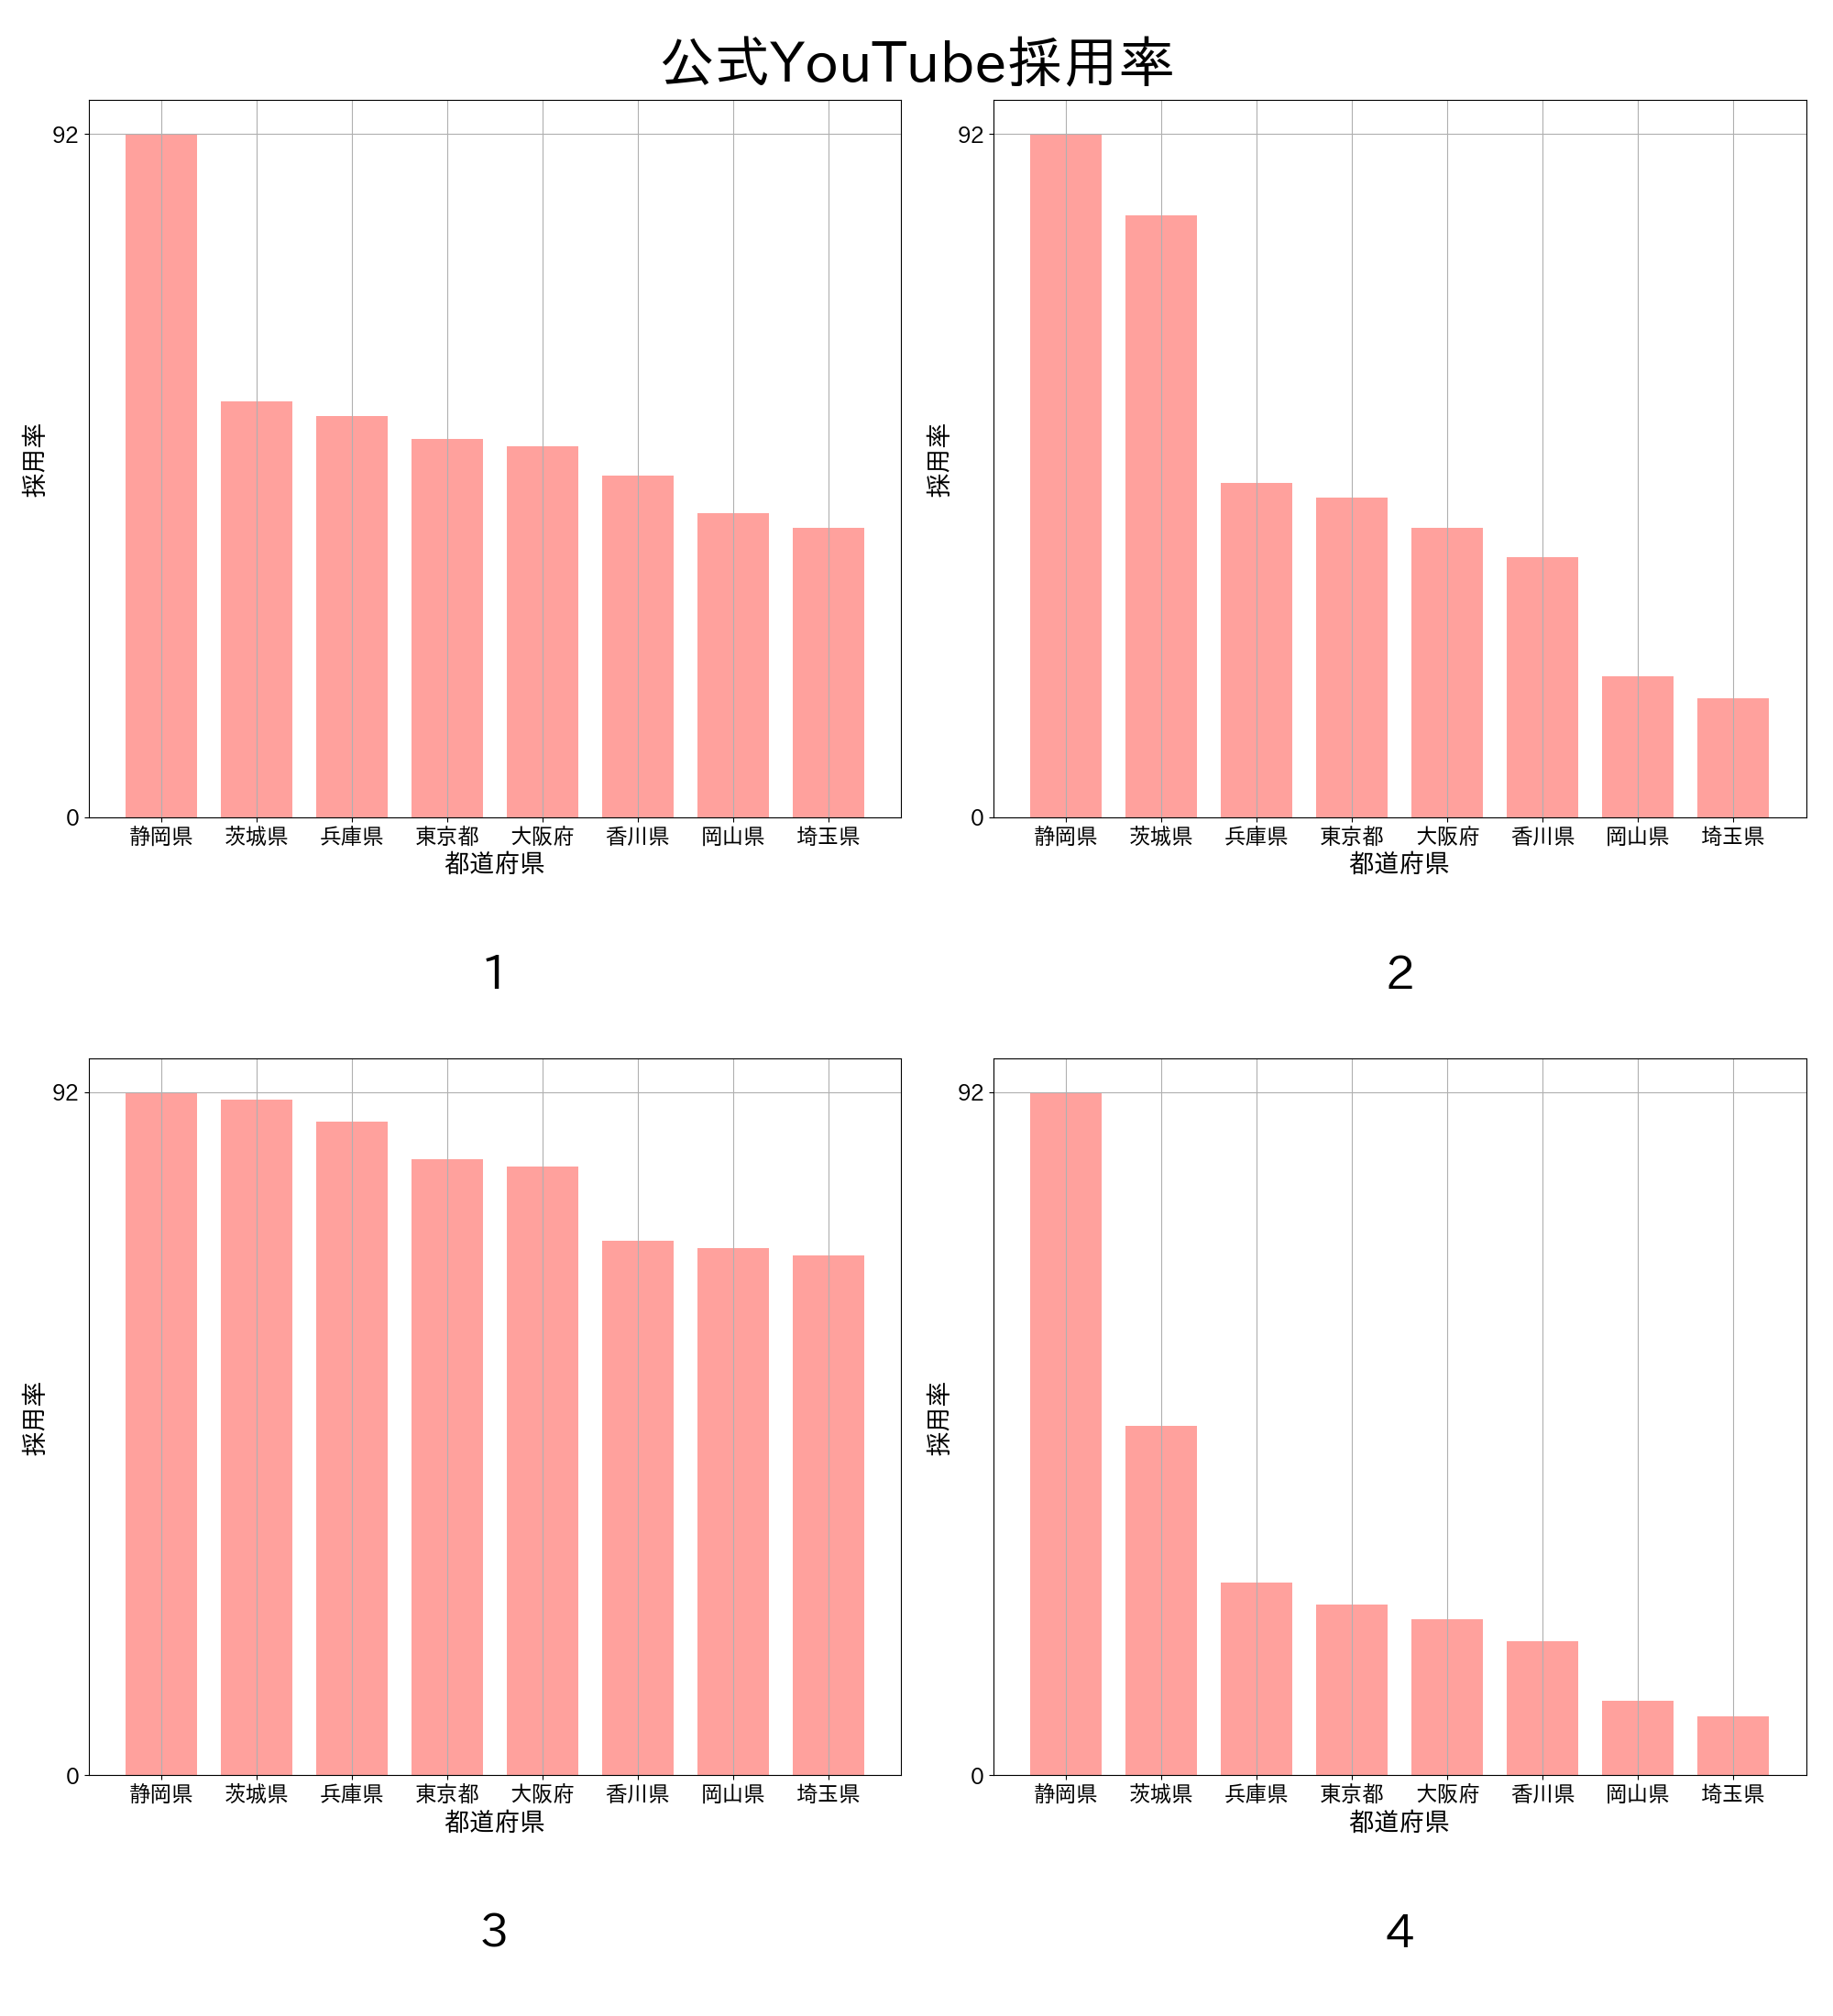 公式YouTube採用率
92
0
採用率
静岡県 茨城県 兵庫県 東京都 大阪府 香川県 岡山県 埼玉県
都道府県
1
92
0
採用率
静岡県 茨城県 兵庫県 東京都 大阪府 香川県 岡山県 埼玉県
都道府県
2
92
0
採用率
静岡県 茨城県 兵庫県 東京都 大阪府 香川県 岡山県 埼玉県
都道府県
3
92
0
採用率
静岡県 茨城県 兵庫県 東京都 大阪府 香川県 岡山県 埼玉県
都道府県
4